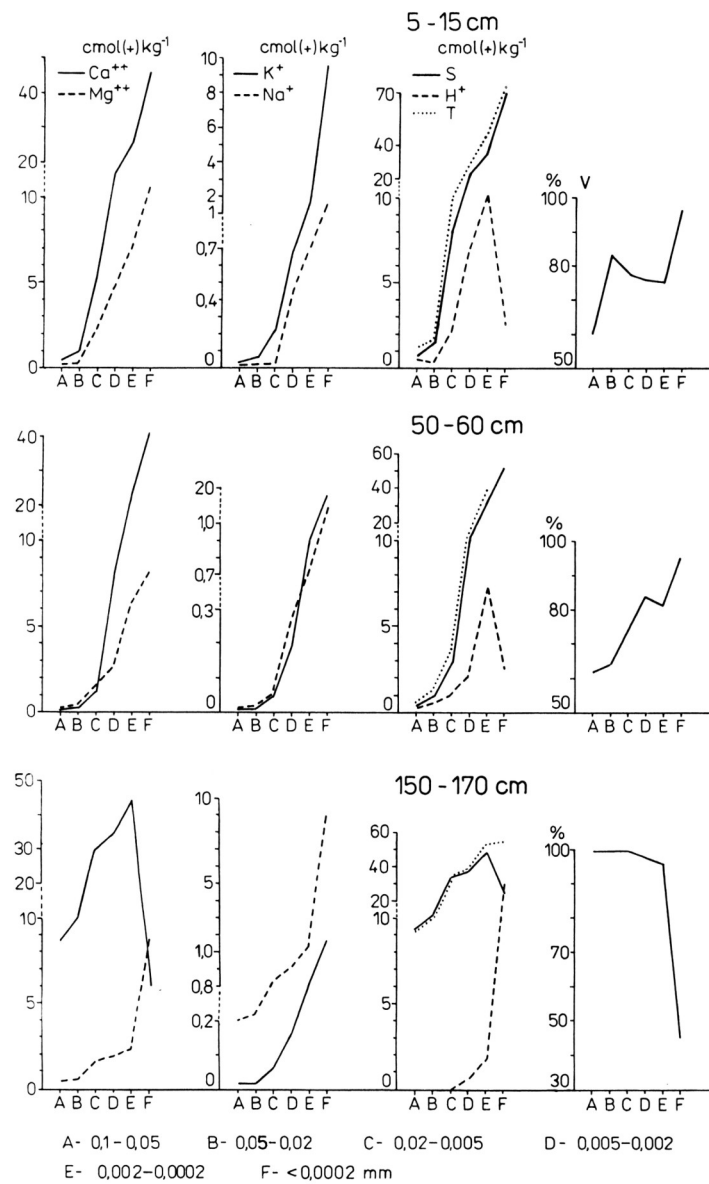 5-15 cm
cmol(+)kg⁻¹ cmol(+)kg⁻¹ cmol(+)kg⁻¹
Ca⁺⁺ K⁺ S
Mg⁺⁺ Na⁺ H⁺
T
50 40 20 10 5 0
10 8 6 4 2 1 0,7 0,4 0
70 40 20 10 5 0
% V
100 80 50
A B C D E F A B C D E F A B C D E F A B C D E F
50-60 cm
40 20 10 5 0
20 1,0 0,7 0,3 0
60 50 40 20 10 5 0
%
100 80 50
A B C D E F A B C D E F A B C D E F A B C D E F
150-170 cm
50 30 20 10 5 0
10 5 1,0 0,8 0,2 0
60 40 20 10 5 0
%
100 70 50 30
A B C D E F A B C D E F A B C D E F A B C D E F
A- 0,1-0,05 B- 0,05-0,02 C- 0,02-0,005 D- 0,005-0,002
E- 0,002-0,0002 F- <0,0002 mm